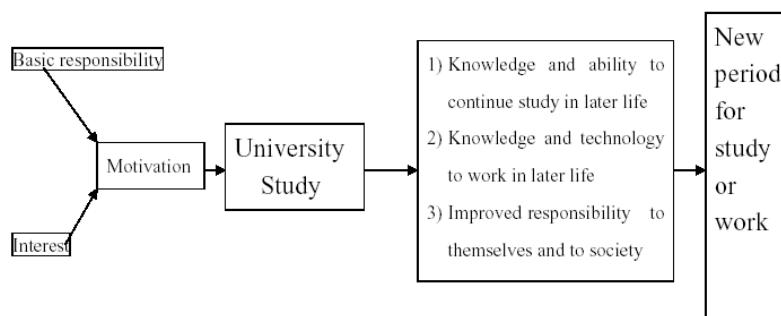 Basic responsibility
Interest
Motivation
University
Study
1) Knowledge and ability to
continue study in later life
2) Knowledge and technology
to work in later life
3) Improved responsibility to
themselves and to society
New
period
for
study
or
work